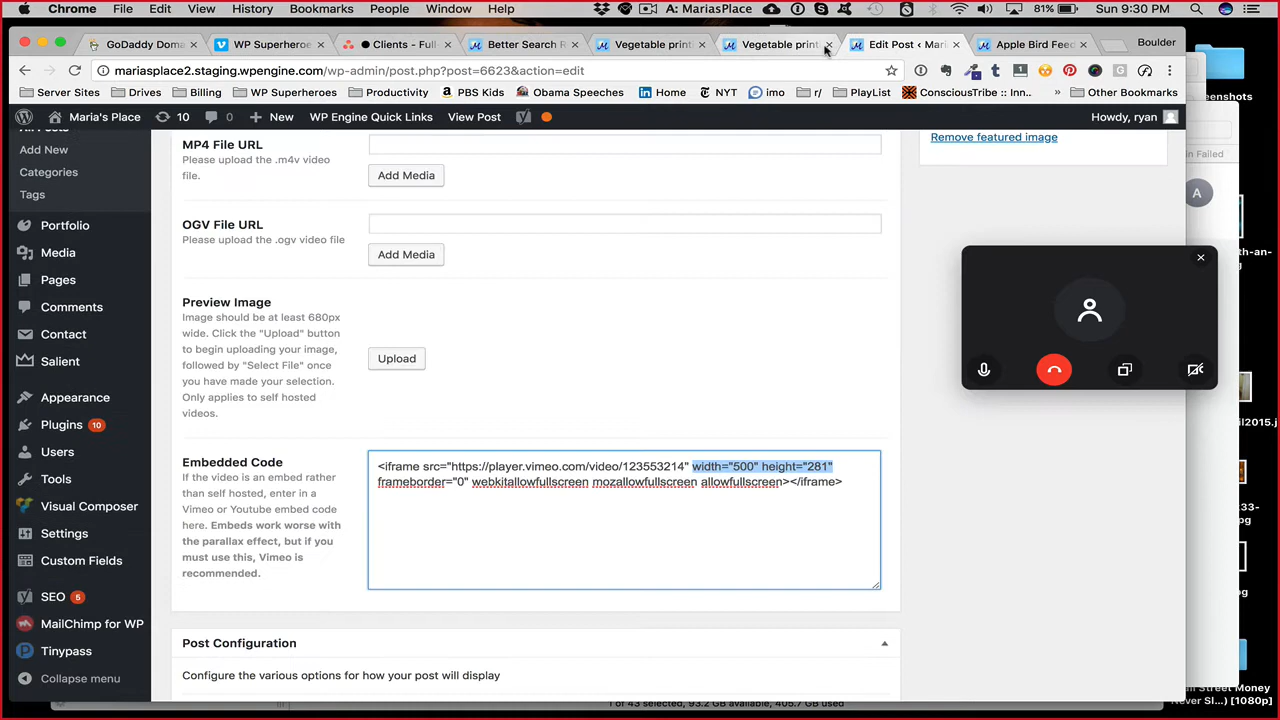 Chrome File Edit View History Bookmarks People Window Help A: MariasPlace 81% Sun 9:30 PM
GoDaddy Doma
WP Superheroe
Clients - Full
Better Search R
Vegetable print
Vegetable print
Edit Post ‹ Mari
Apple Bird Feed
Boulder
mariasplace2.staging.wpengine.com/wp-admin/post.php?post=6623&action=edit
Server Sites Drives Billing WP Superheroes Productivity PBS Kids Obama Speeches Home NYT imo r/ PlayList ConsciousTribe :: Inn.. » Other Bookmarks
Maria's Place 10 0 New WP Engine Quick Links View Post Howdy, ryan
Add New
Categories
Tags
Portfolio
Media
Pages
Comments
Contact
Salient
Appearance
Plugins 10
Users
Tools
Visual Composer
Settings
Custom Fields
SEO 5
MailChimp for WP
Tinypass
Collapse menu
MP4 File URL
Please upload the .m4v video
file.
Add Media
OGV File URL
Please upload the .ogv video file
Add Media
Preview Image
Image should be at least 680px
wide. Click the "Upload" button
to begin uploading your image,
followed by "Select File" once
you have made your selection.
Only applies to self hosted
videos.
Upload
Embedded Code
If the video is an embed rather
than self hosted, enter in a
Vimeo or Youtube embed code
here. Embeds work worse with
the parallax effect, but if you
must use this, Vimeo is
recommended.
<iframe src="https://player.vimeo.com/video/123553214" width="500" height="281"
frameborder="0" webkitallowfullscreen mozallowfullscreen allowfullscreen></iframe>
Post Configuration
Configure the various options for how your post will display
Remove featured image
in Failed
A
1 of 43 selected, 93.2 GB available, 405.7 GB used
Never Sl...) [1080p]